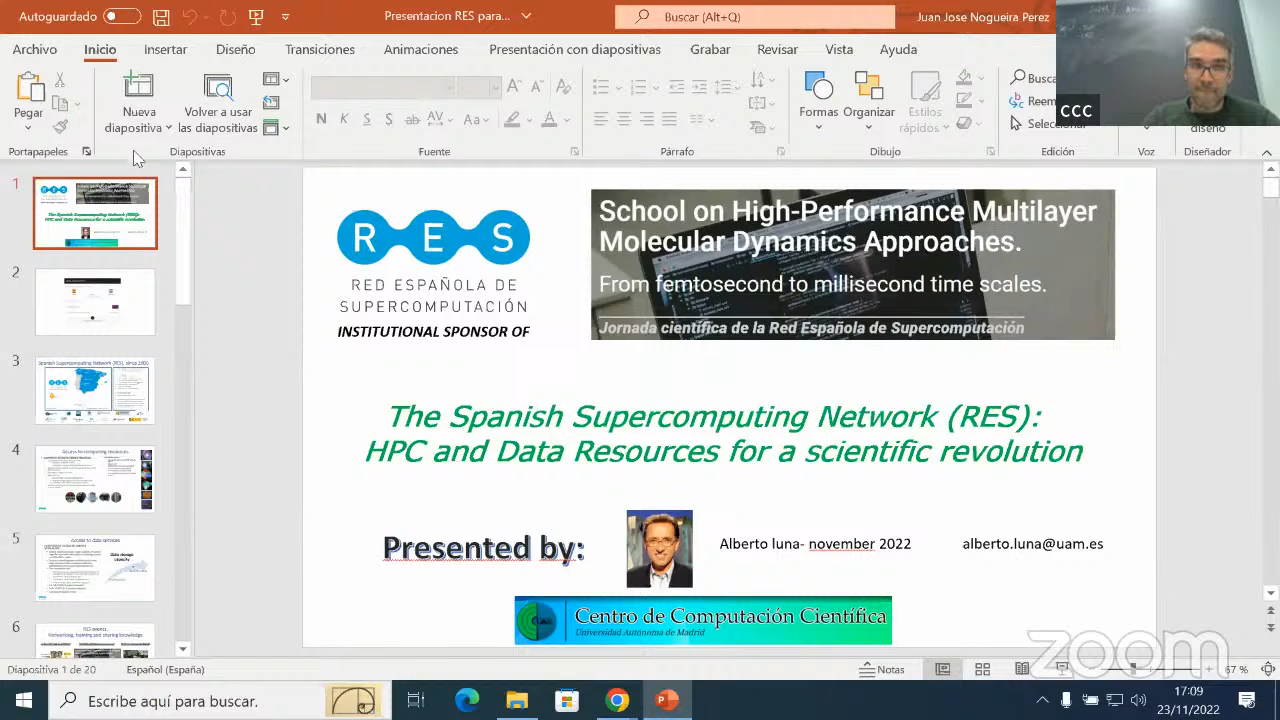 Autoguardado
Presentacion RES para...
Buscar (Alt+Q)
Juan Jose Nogueira Perez
Archivo
Inicio
Insertar
Diseño
Transiciones
Animaciones
Presentación con diapositivas
Grabar
Revisar
Vista
Ayuda
Pegar
Nueva
diapositiva
Volver a usar
las diapositivas
Formas
Organizar
Estilos
rápidos
CCC
diseño
Portapapeles
Diapositivas
Fuente
Párrafo
Dibujo
Edición
Voz
Diseñador
RES
RED ESPAÑOLA DE
SUPERCOMPUTACIÓN
INSTITUTIONAL SPONSOR OF
School on High-Performance Multilayer
Molecular Dynamics Approaches.
From femtosecond to millisecond time scales.
Jornada científica de la Red Española de Supercomputación
The Spanish Supercomputing Network (RES):
HPC and Data Resources for a scientific revolution
Presented by:
november 2022
alberto.luna@uam.es
Centro de Computación Científica
Universidad Autónoma de Madrid
2
3
4
5
6
zoom
Diapositiva 1 de 20
Español (España)
Notas
67 %
Escribe aquí para buscar.
17:09
23/11/2022